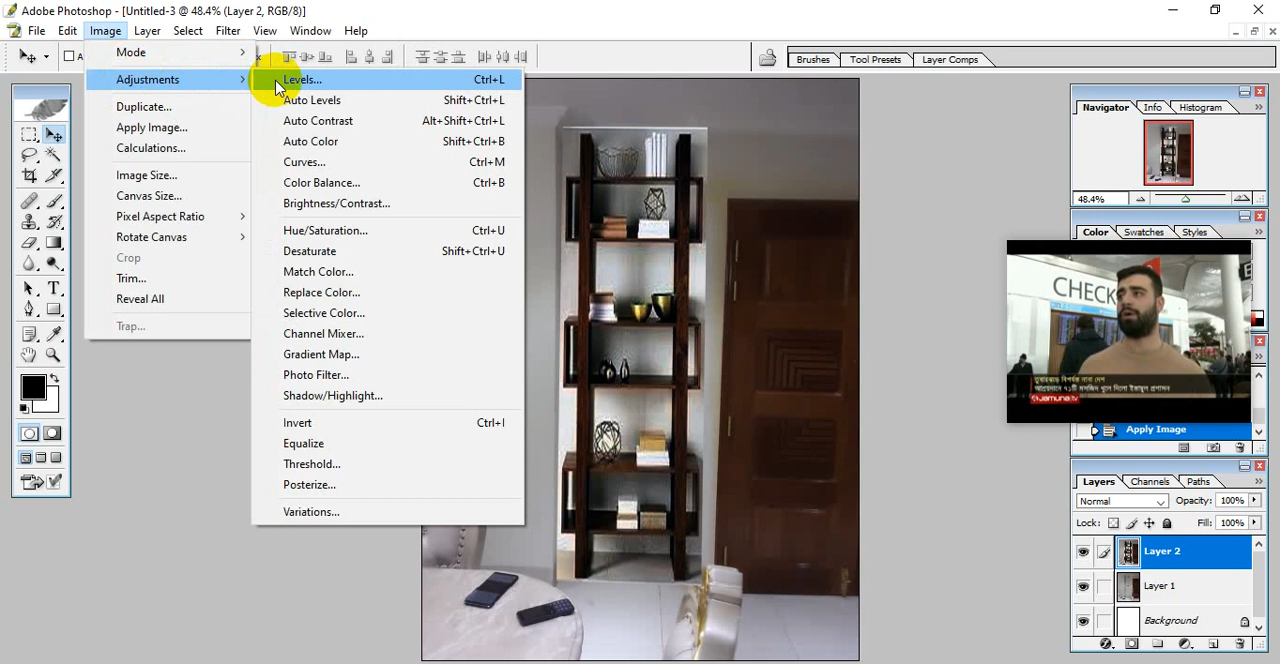 Adobe Photoshop - [Untitled-3 @ 48.4% (Layer 2, RGB/8)]
File Edit Image Layer Select Filter View Window Help
Brushes Tool Presets Layer Comps
Mode
Adjustments
Duplicate...
Apply Image...
Calculations...
Image Size...
Canvas Size...
Pixel Aspect Ratio
Rotate Canvas
Crop
Trim...
Reveal All
Trap...
Levels... Ctrl+L
Auto Levels Shift+Ctrl+L
Auto Contrast Alt+Shift+Ctrl+L
Auto Color Shift+Ctrl+B
Curves... Ctrl+M
Color Balance... Ctrl+B
Brightness/Contrast...
Hue/Saturation... Ctrl+U
Desaturate Shift+Ctrl+U
Match Color...
Replace Color...
Selective Color...
Channel Mixer...
Gradient Map...
Photo Filter...
Shadow/Highlight...
Invert Ctrl+I
Equalize
Threshold...
Posterize...
Variations...
Navigator Info Histogram
48.4%
Color Swatches Styles
CHECK
তুষারঝড় বিপর্যস্ত নানা দেশ
Jamuna.tv
Apply Image
Layers Channels Paths
Normal Opacity: 100%
Lock: Fill: 100%
Layer 2
Layer 1
Background